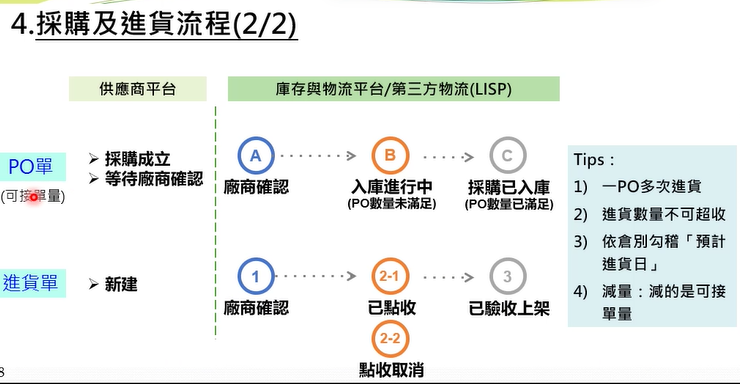 4.採購及進貨流程(2/2)
供應商平台
庫存與物流平台/第三方物流(LISP)
PO單
(可接單量)
➢ 採購成立
➢ 等待廠商確認
A
廠商確認
B
入庫進行中
(PO數量未滿足)
C
採購已入庫
(PO數量已滿足)
進貨單
➢ 新建
1
廠商確認
2-1
已點收
2-2
點收取消
3
已驗收上架
Tips:
1) 一PO多次進貨
2) 進貨數量不可超收
3) 依倉別勾稽「預計
進貨日」
4) 減量:減的是可接
單量
8